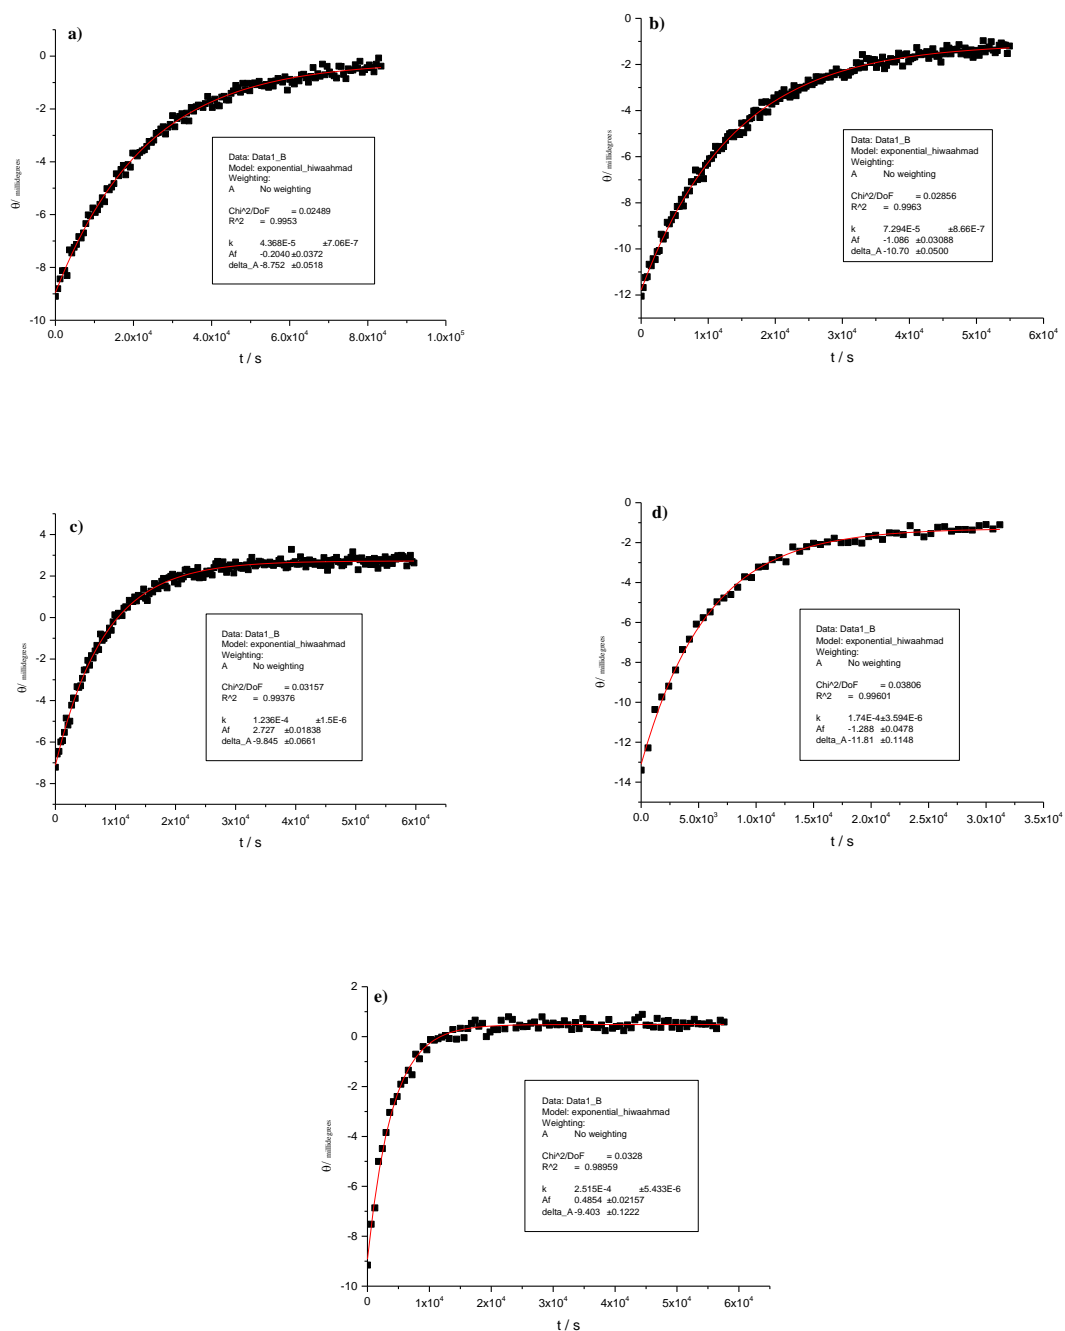 a)
0
-2
-4
-6
-8
-10
θ/ millidegrees
0.0 2.0x10⁴ 4.0x10⁴ 6.0x10⁴ 8.0x10⁴ 1.0x10⁵
t / s
Data: Data1_B
Model: exponential_hiwaahmad
Weighting:
A No weighting
Chi^2/DoF = 0.02489
R^2 = 0.9953
k 4.368E-5 ±7.06E-7
Af -0.2040 ±0.0372
delta_A -8.752 ±0.0518
b)
0
-2
-4
-6
-8
-10
-12
θ/ millidegrees
0 1x10⁴ 2x10⁴ 3x10⁴ 4x10⁴ 5x10⁴ 6x10⁴
t / s
Data: Data1_B
Model: exponential_hiwaahmad
Weighting:
A No weighting
Chi^2/DoF = 0.02856
R^2 = 0.9963
k 7.294E-5 ±8.66E-7
Af -1.086 ±0.03088
delta_A -10.70 ±0.0500
c)
4
2
0
-2
-4
-6
-8
θ/ millidegrees
0 1x10⁴ 2x10⁴ 3x10⁴ 4x10⁴ 5x10⁴ 6x10⁴
t / s
Data: Data1_B
Model: exponential_hiwaahmad
Weighting:
A No weighting
Chi^2/DoF = 0.03157
R^2 = 0.99376
k 1.236E-4 ±1.5E-6
Af 2.727 ±0.01838
delta_A -9.845 ±0.0661
d)
0
-2
-4
-6
-8
-10
-12
-14
θ/ millidegrees
0.0 5.0x10³ 1.0x10⁴ 1.5x10⁴ 2.0x10⁴ 2.5x10⁴ 3.0x10⁴ 3.5x10⁴
t / s
Data: Data1_B
Model: exponential_hiwaahmad
Weighting:
A No weighting
Chi^2/DoF = 0.03806
R^2 = 0.99601
k 1.74E-4 ±3.594E-6
Af -1.288 ±0.0478
delta_A -11.81 ±0.1148
e)
2
0
-2
-4
-6
-8
-10
θ/ millidegrees
0 1x10⁴ 2x10⁴ 3x10⁴ 4x10⁴ 5x10⁴ 6x10⁴
t / s
Data: Data1_B
Model: exponential_hiwaahmad
Weighting:
A No weighting
Chi^2/DoF = 0.0328
R^2 = 0.98959
k 2.515E-4 ±5.433E-6
Af 0.4854 ±0.02157
delta_A -9.403 ±0.1222